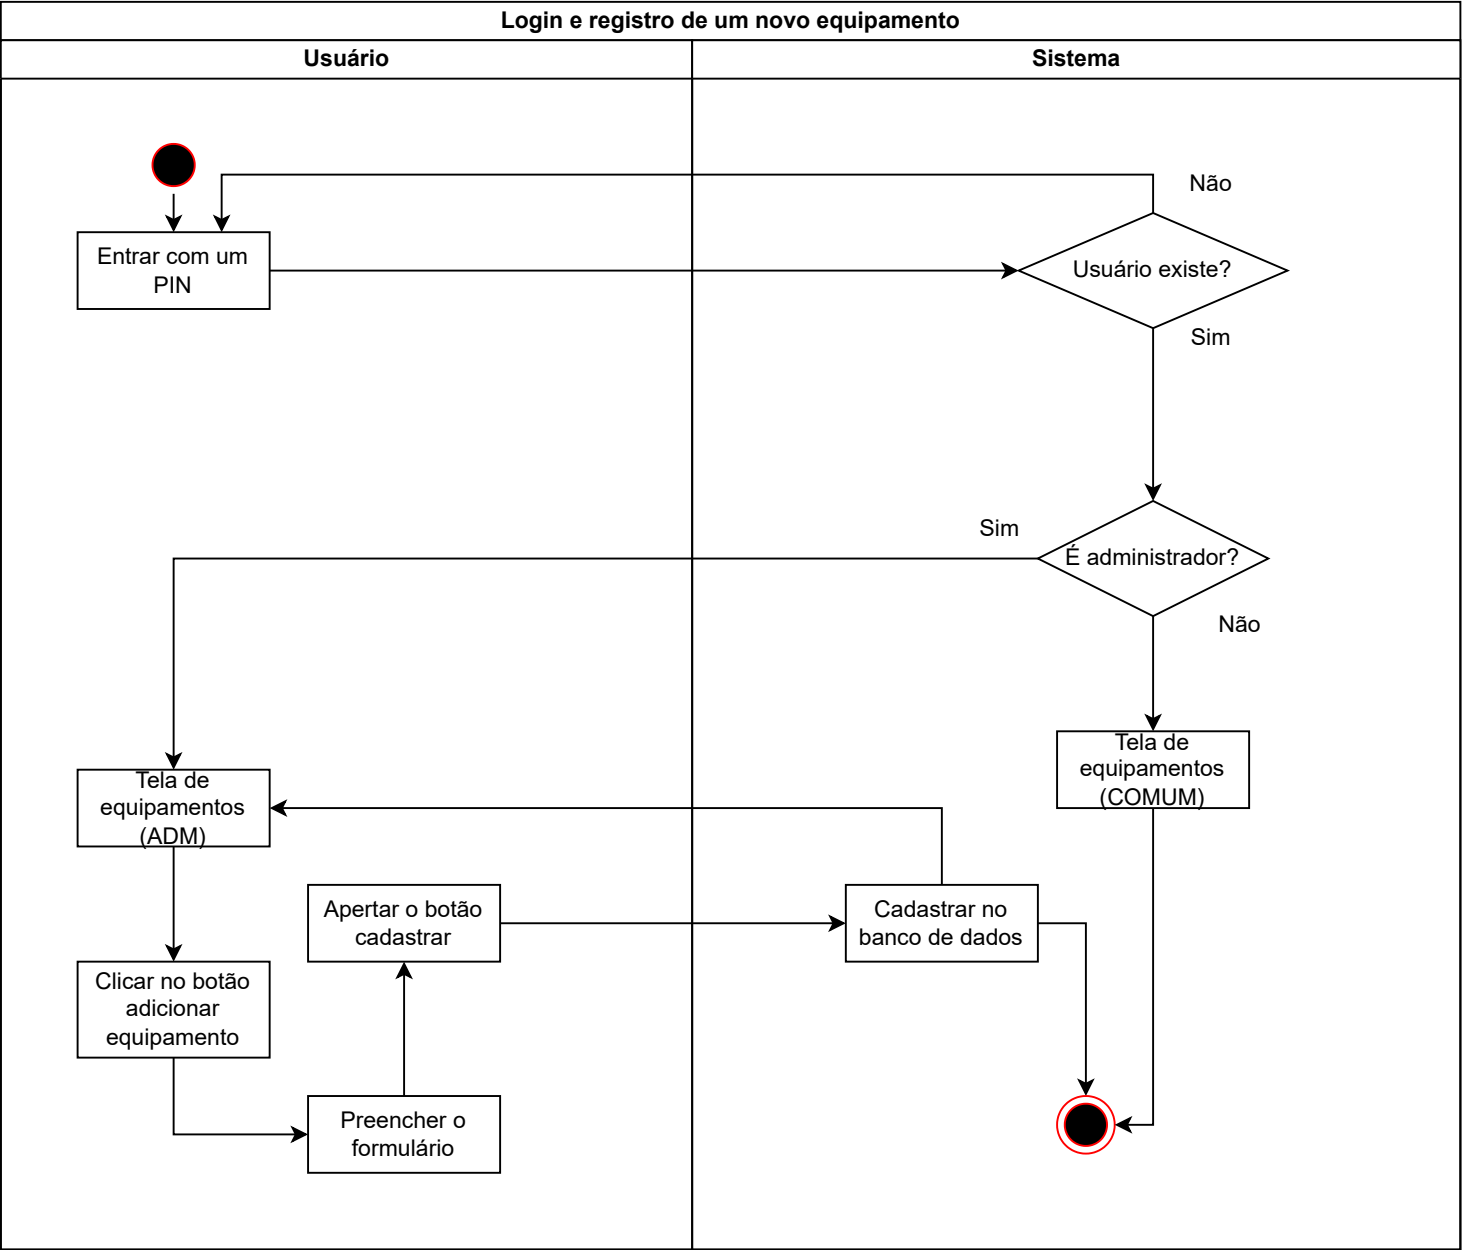 Login e registro de um novo equipamento
Usuário
Sistema
Não
Entrar com um
PIN
Usuário existe?
Sim
Sim
É administrador?
Não
Tela de
equipamentos
(COMUM)
Tela de
equipamentos
(ADM)
Apertar o botão
cadastrar
Cadastrar no
banco de dados
Clicar no botão
adicionar
equipamento
Preencher o
formulário